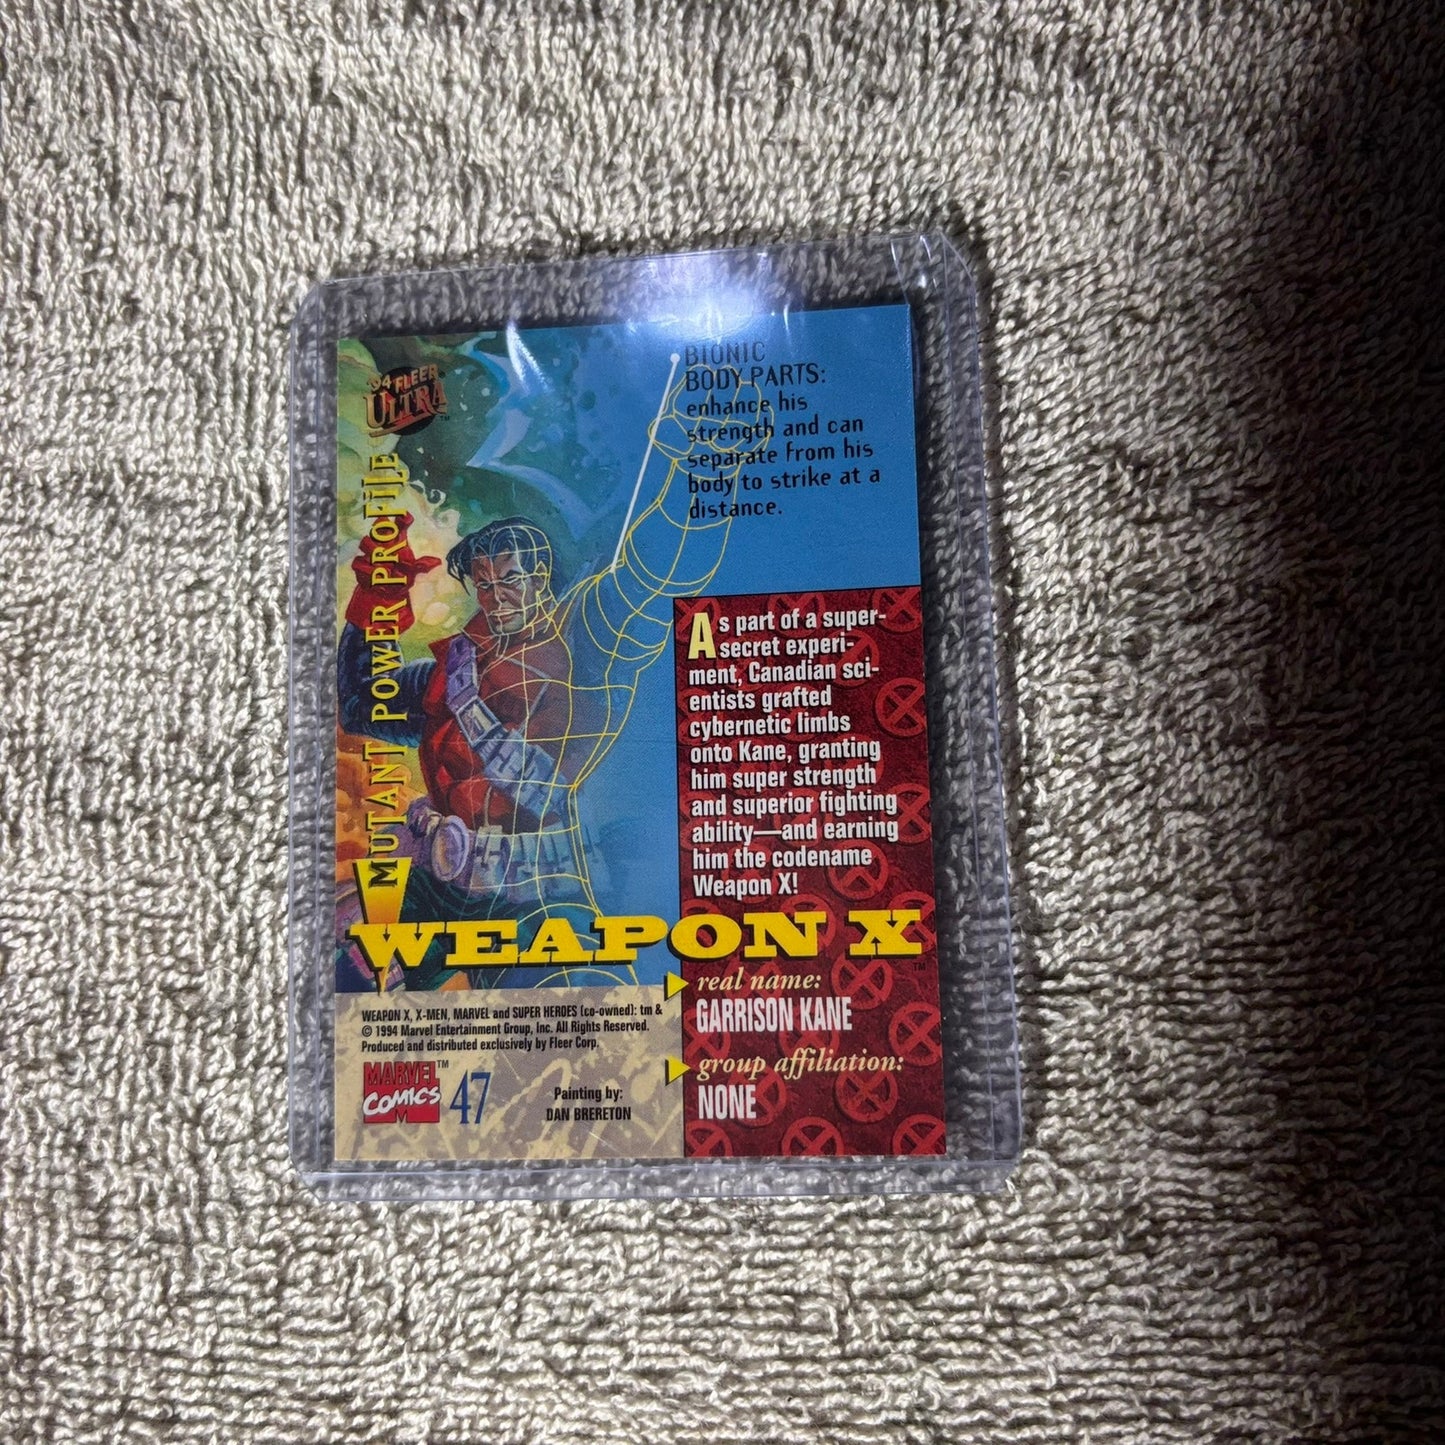 '94 FLEER
ULTRA™
MUTANT POWER PROFILE
BIONIC
BODY PARTS:
enhance his
strength and can
separate from his
body to strike at a
distance.
As part of a super-
secret experi-
ment, Canadian sci-
entists grafted
cybernetic limbs
onto Kane, granting
him super strength
and superior fighting
ability—and earning
him the codename
Weapon X!
WEAPON X™
real name:
GARRISON KANE
group affiliation:
NONE
WEAPON X, X-MEN, MARVEL and SUPER HEROES (co-owned): tm &
© 1994 Marvel Entertainment Group, Inc. All Rights Reserved.
Produced and distributed exclusively by Fleer Corp.
MARVEL™
COMICS
M
47
Painting by:
DAN BRERETON